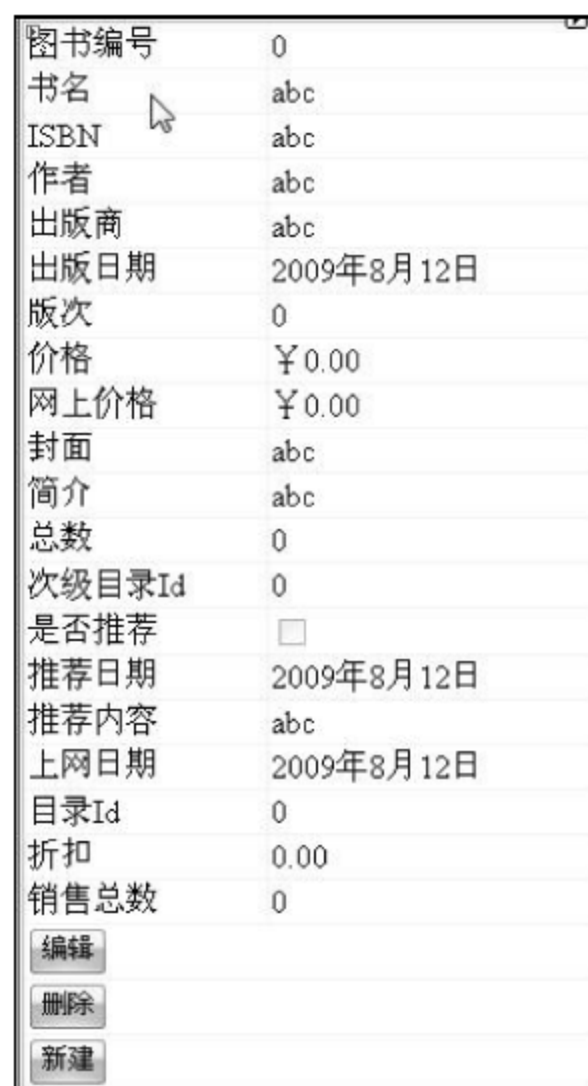 图书编号 0
书名 abc
ISBN abc
作者 abc
出版商 abc
出版日期 2009年8月12日
版次 0
价格 ￥0.00
网上价格 ￥0.00
封面 abc
简介 abc
总数 0
次级目录Id 0
是否推荐
推荐日期 2009年8月12日
推荐内容 abc
上网日期 2009年8月12日
目录Id 0
折扣 0.00
销售总数 0
编辑
删除
新建